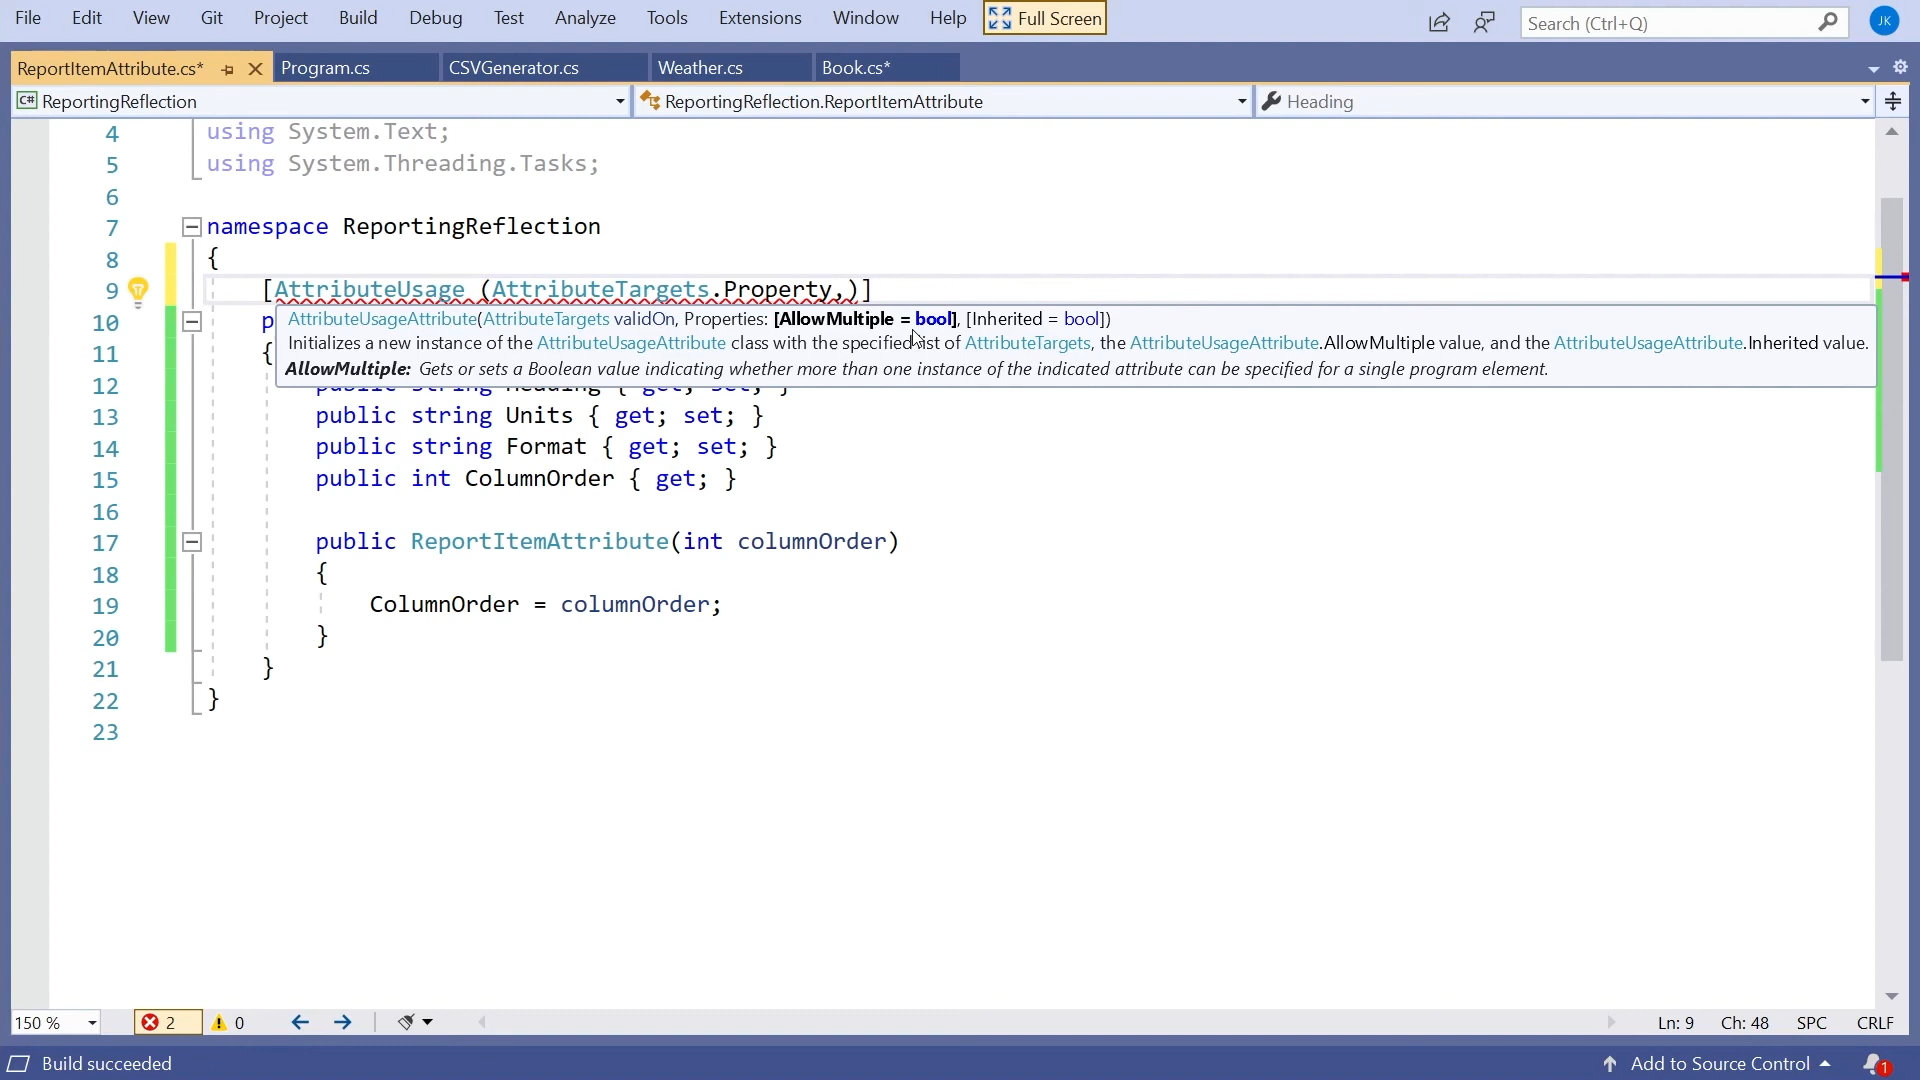 File Edit View Git Project Build Debug Test Analyze Tools Extensions Window Help Full Screen Search (Ctrl+Q) JK
ReportItemAttribute.cs* Program.cs CSVGenerator.cs Weather.cs Book.cs*
C# ReportingReflection ReportingReflection.ReportItemAttribute Heading
4 using System.Text;
5 using System.Threading.Tasks;
6
7 namespace ReportingReflection
8 {
9 [AttributeUsage (AttributeTargets.Property,)]
10 p AttributeUsageAttribute(AttributeTargets validOn, Properties: [AllowMultiple = bool], [Inherited = bool])
Initializes a new instance of the AttributeUsageAttribute class with the specified list of AttributeTargets, the AttributeUsageAttribute.AllowMultiple value, and the AttributeUsageAttribute.Inherited value.
11 {
AllowMultiple: Gets or sets a Boolean value indicating whether more than one instance of the indicated attribute can be specified for a single program element.
12 public string Heading { get; set; }
13 public string Units { get; set; }
14 public string Format { get; set; }
15 public int ColumnOrder { get; }
16
17 public ReportItemAttribute(int columnOrder)
18 {
19 ColumnOrder = columnOrder;
20 }
21 }
22 }
23
150 % 2 0 Ln: 9 Ch: 48 SPC CRLF
Build succeeded Add to Source Control 1